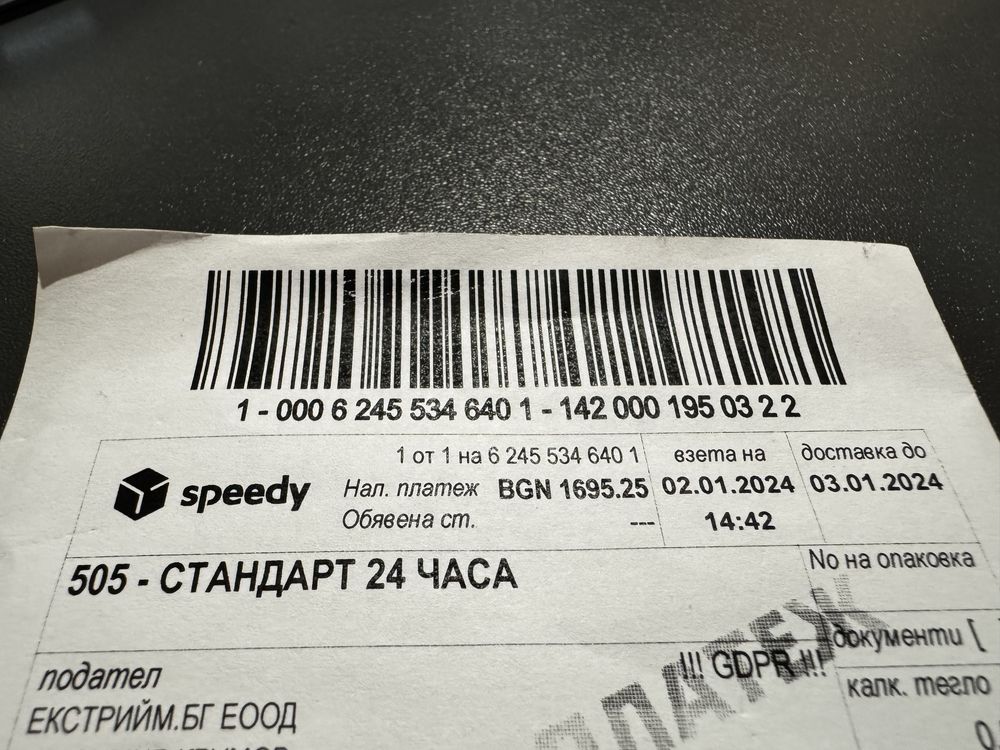 1 - 000 6 245 534 640 1 - 142 000 195 03 2 2
speedy
1 от 1 на 6 245 534 640 1
Нал. платеж BGN 1695.25
Обявена ст. ---
взета на
02.01.2024
14:42
доставка до
03.01.2024
505 - СТАНДАРТ 24 ЧАСА
No на опаковка
документи [
!!! GDPR !!!
калк. тегло
подател
ЕКСТРИЙМ.БГ ЕООД